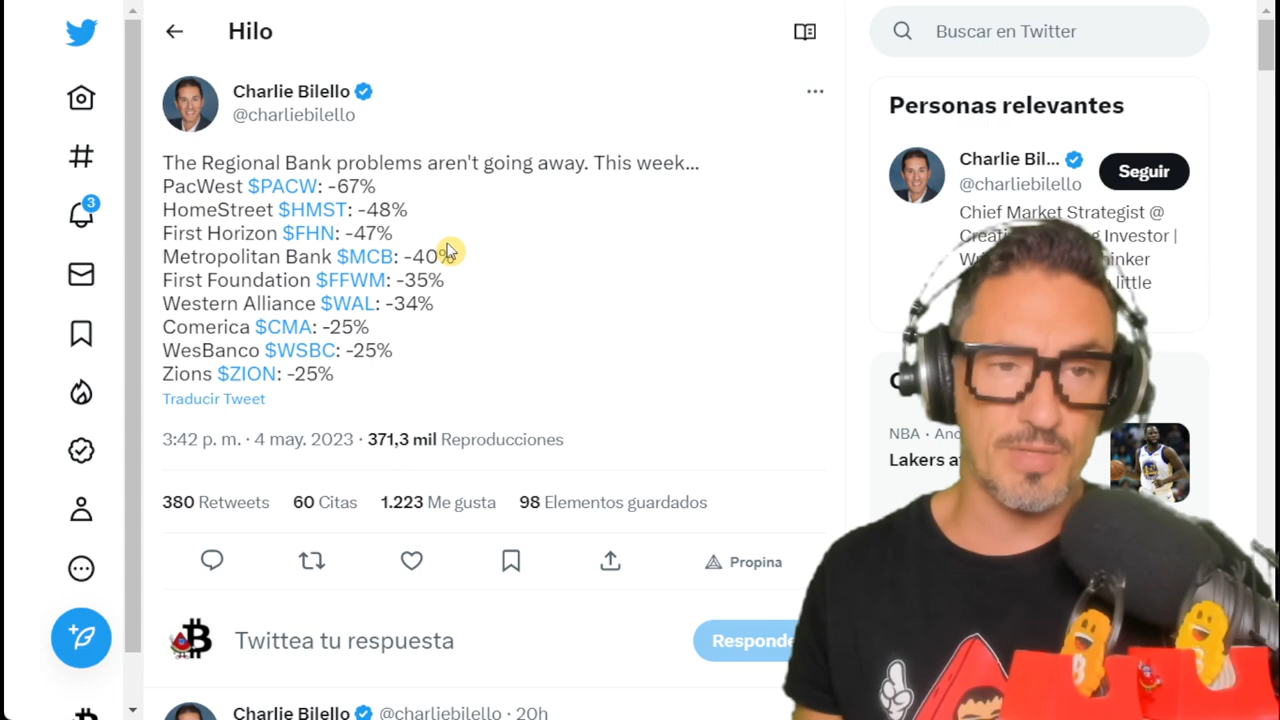 Hilo
Charlie Bilello
@charliebilello
The Regional Bank problems aren't going away. This week...
PacWest $PACW: -67%
HomeStreet $HMST: -48%
First Horizon $FHN: -47%
Metropolitan Bank $MCB: -40%
First Foundation $FFWM: -35%
Western Alliance $WAL: -34%
Comerica $CMA: -25%
WesBanco $WSBC: -25%
Zions $ZION: -25%
Traducir Tweet
3:42 p. m. · 4 may. 2023 · 371,3 mil Reproducciones
380 Retweets 60 Citas 1.223 Me gusta 98 Elementos guardados
Propina
Twittea tu respuesta
Responde
Charlie Bilello @charliebilello · 20h
3
Buscar en Twitter
Personas relevantes
Charlie Bil...
@charliebilello
Seguir
Chief Market Strategist @
Investor |
little
NBA ·
Lakers